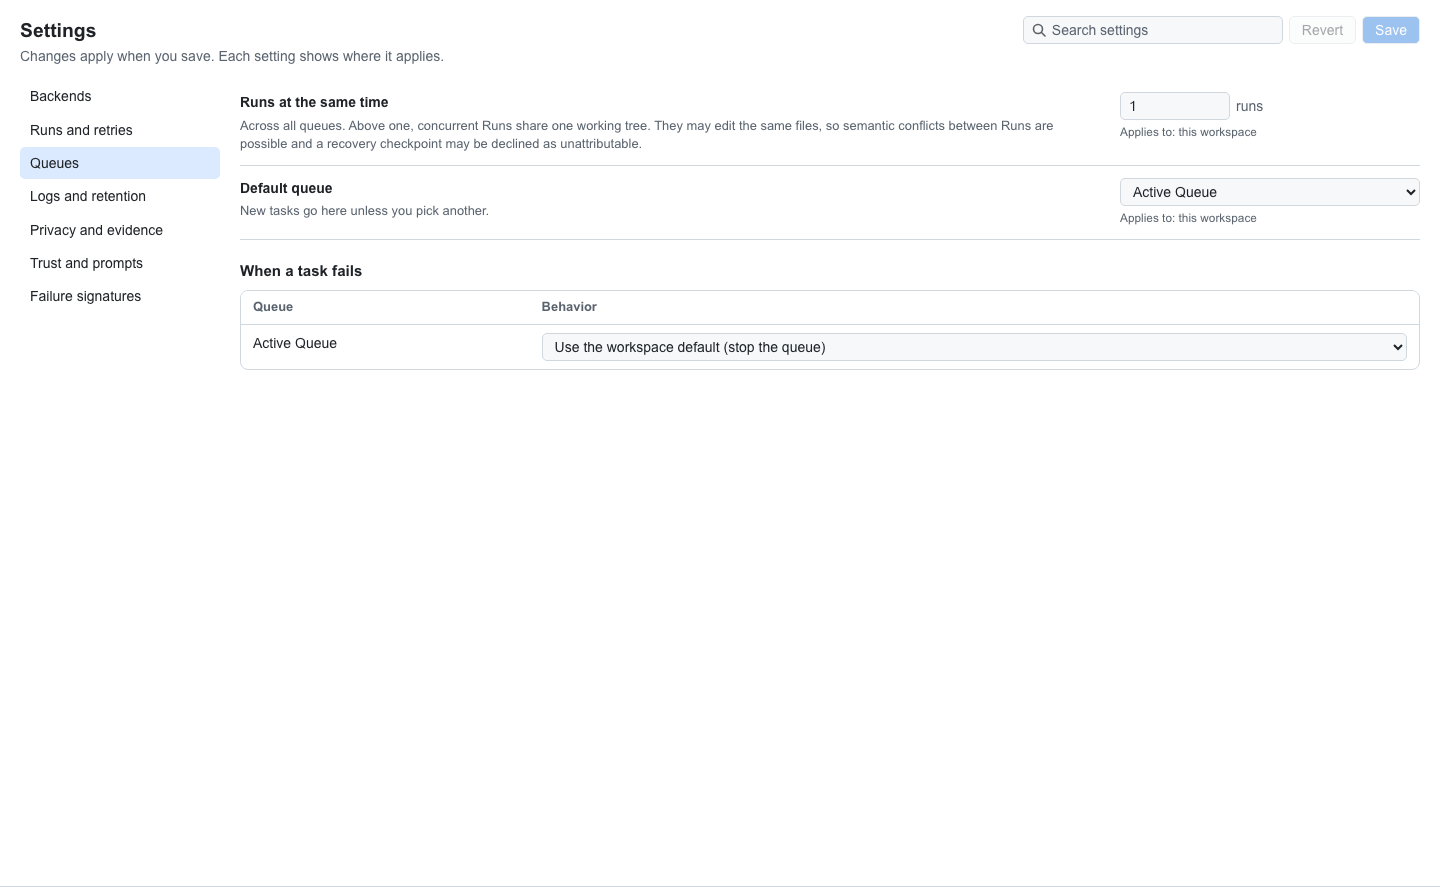 Settings
Search settings
Revert
Save
Changes apply when you save. Each setting shows where it applies.
Backends
Runs and retries
Queues
Logs and retention
Privacy and evidence
Trust and prompts
Failure signatures
Runs at the same time
Across all queues. Above one, concurrent Runs share one working tree. They may edit the same files, so semantic conflicts between Runs are
possible and a recovery checkpoint may be declined as unattributable.
1 runs
Applies to: this workspace
Default queue
New tasks go here unless you pick another.
Active Queue
Applies to: this workspace
When a task fails
Queue Behavior
Active Queue Use the workspace default (stop the queue)